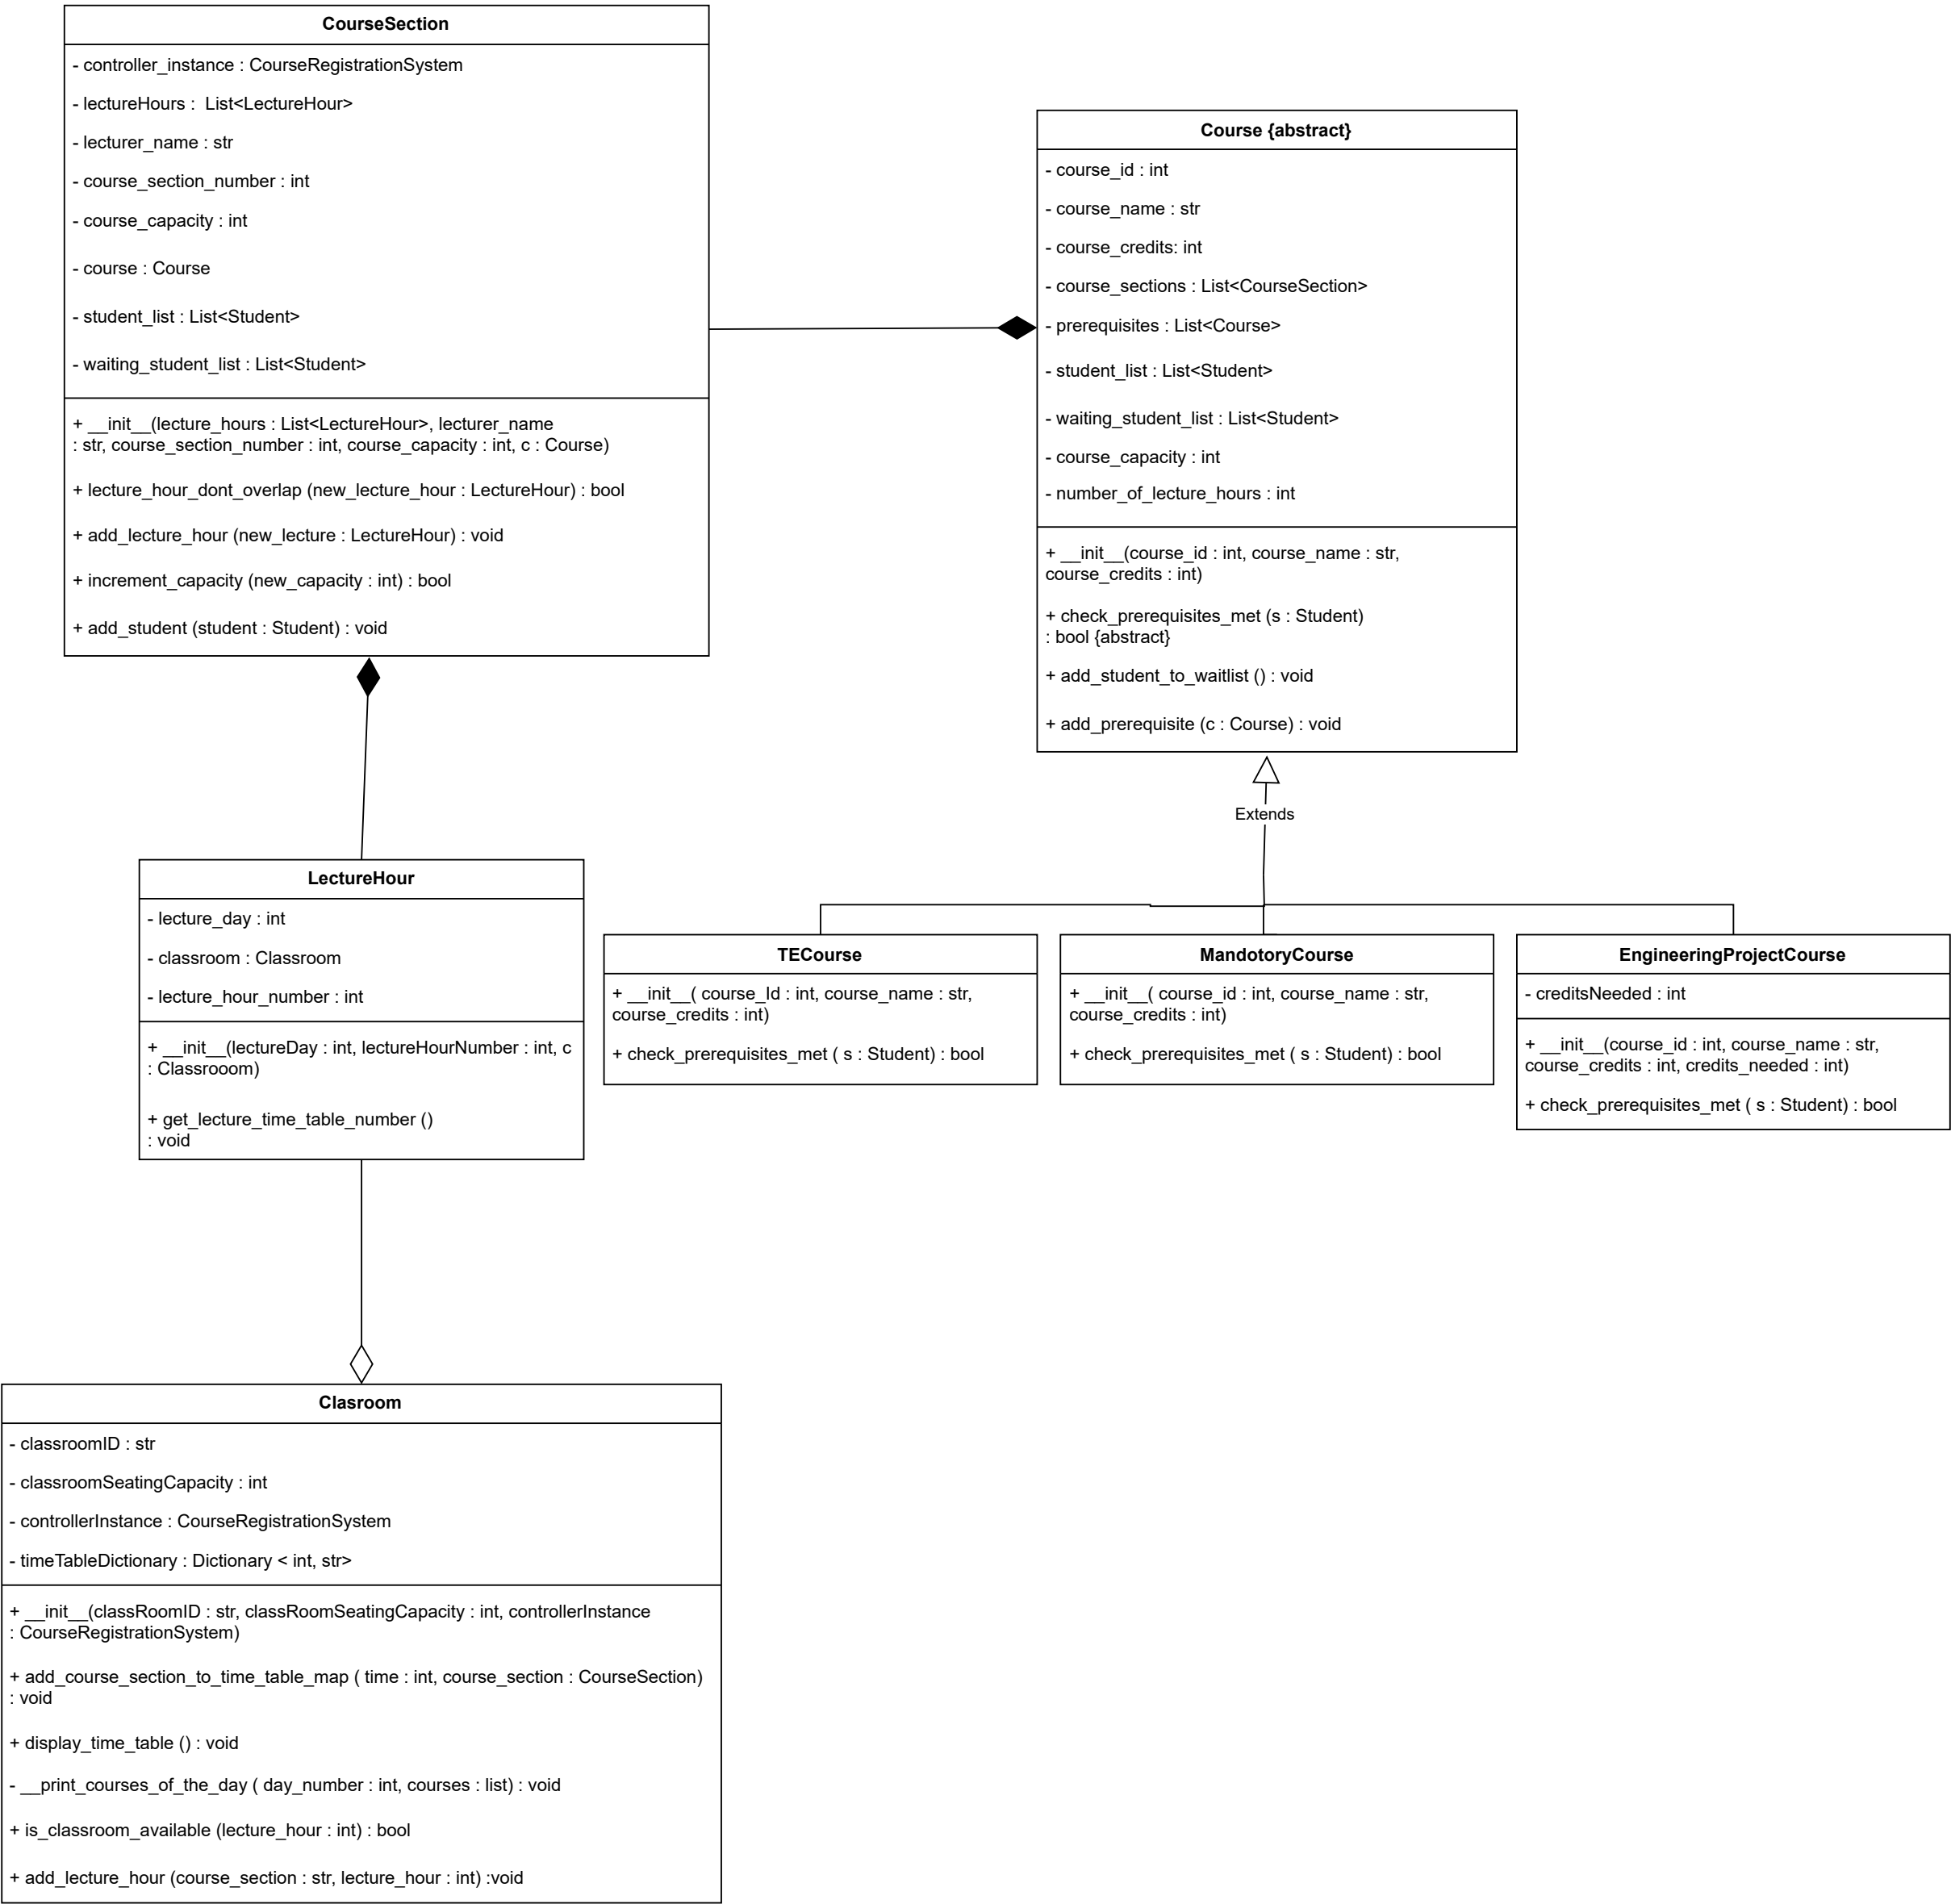 CourseSection
- controller_instance : CourseRegistrationSystem
- lectureHours :  List<LectureHour>
- lecturer_name : str
- course_section_number : int
- course_capacity : int
- course : Course
- student_list : List<Student>
- waiting_student_list : List<Student>
+ __init__(lecture_hours : List<LectureHour>, lecturer_name
: str, course_section_number : int, course_capacity : int, c : Course)
+ lecture_hour_dont_overlap (new_lecture_hour : LectureHour) : bool
+ add_lecture_hour (new_lecture : LectureHour) : void
+ increment_capacity (new_capacity : int) : bool
+ add_student (student : Student) : void
Course {abstract}
- course_id : int
- course_name : str
- course_credits: int
- course_sections : List<CourseSection>
- prerequisites : List<Course>
- student_list : List<Student>
- waiting_student_list : List<Student>
- course_capacity : int
- number_of_lecture_hours : int
+ __init__(course_id : int, course_name : str,
course_credits : int)
+ check_prerequisites_met (s : Student)
: bool {abstract}
+ add_student_to_waitlist () : void
+ add_prerequisite (c : Course) : void
Extends
LectureHour
- lecture_day : int
- classroom : Classroom
- lecture_hour_number : int
+ __init__(lectureDay : int, lectureHourNumber : int, c
: Classrooom)
+ get_lecture_time_table_number ()
: void
TECourse
+ __init__( course_Id : int, course_name : str,
course_credits : int)
+ check_prerequisites_met ( s : Student) : bool
MandotoryCourse
+ __init__( course_id : int, course_name : str,
course_credits : int)
+ check_prerequisites_met ( s : Student) : bool
EngineeringProjectCourse
- creditsNeeded : int
+ __init__(course_id : int, course_name : str,
course_credits : int, credits_needed : int)
+ check_prerequisites_met ( s : Student) : bool
Clasroom
- classroomID : str
- classroomSeatingCapacity : int
- controllerInstance : CourseRegistrationSystem
- timeTableDictionary : Dictionary < int, str>
+ __init__(classRoomID : str, classRoomSeatingCapacity : int, controllerInstance
: CourseRegistrationSystem)
+ add_course_section_to_time_table_map ( time : int, course_section : CourseSection)
: void
+ display_time_table () : void
- __print_courses_of_the_day ( day_number : int, courses : list) : void
+ is_classroom_available (lecture_hour : int) : bool
+ add_lecture_hour (course_section : str, lecture_hour : int) :void